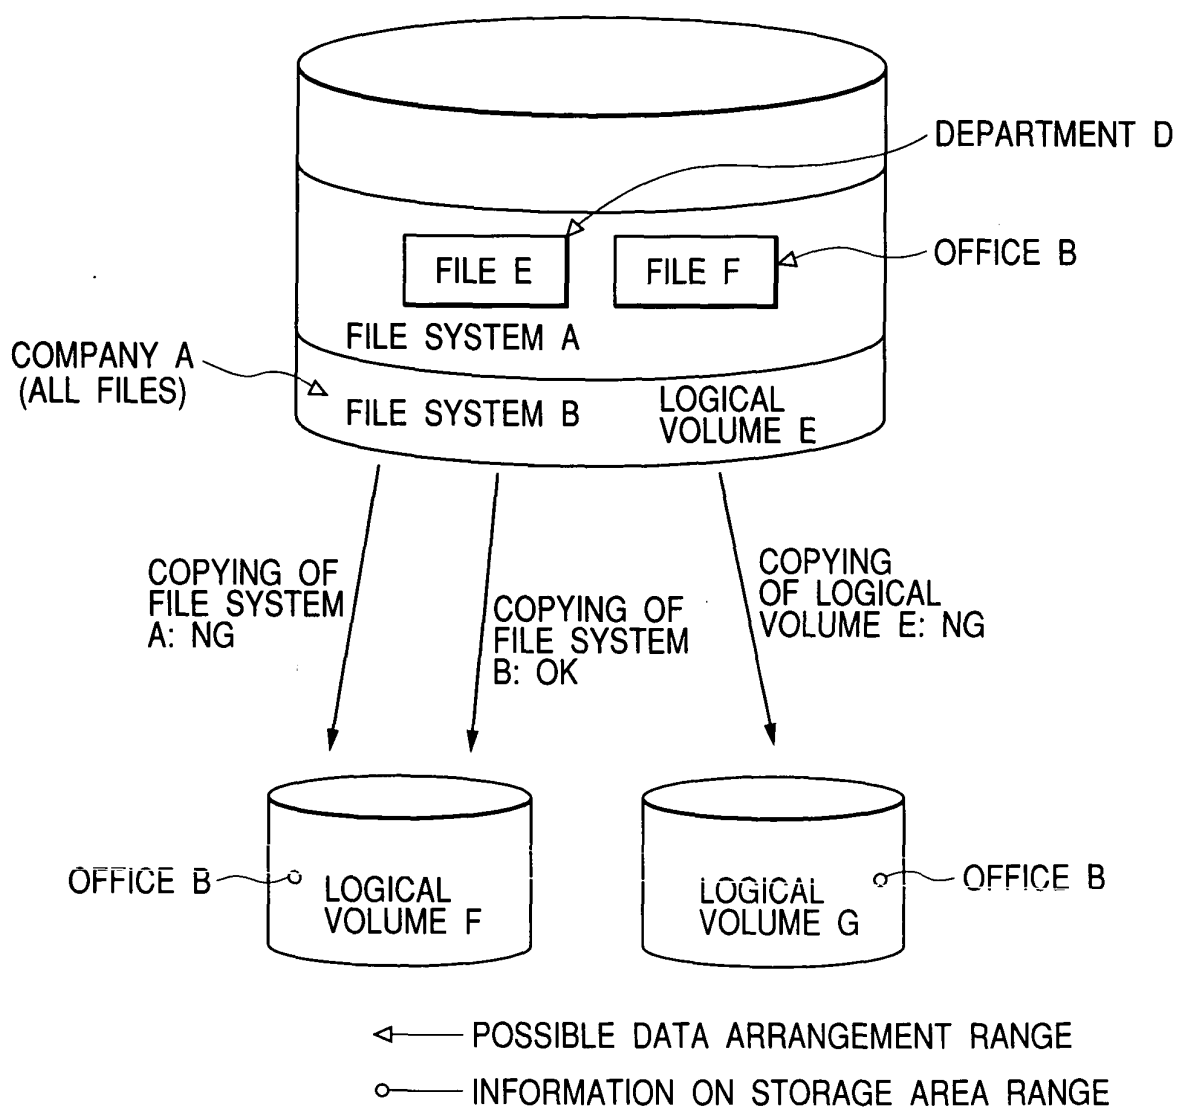 DEPARTMENT D
FILE E
FILE F
OFFICE B
FILE SYSTEM A
COMPANY A
(ALL FILES)
FILE SYSTEM B
LOGICAL
VOLUME E
COPYING OF
FILE SYSTEM
A: NG
COPYING OF
FILE SYSTEM
B: OK
COPYING
OF LOGICAL
VOLUME E: NG
OFFICE B
LOGICAL
VOLUME F
LOGICAL
VOLUME G
OFFICE B
POSSIBLE DATA ARRANGEMENT RANGE
INFORMATION ON STORAGE AREA RANGE